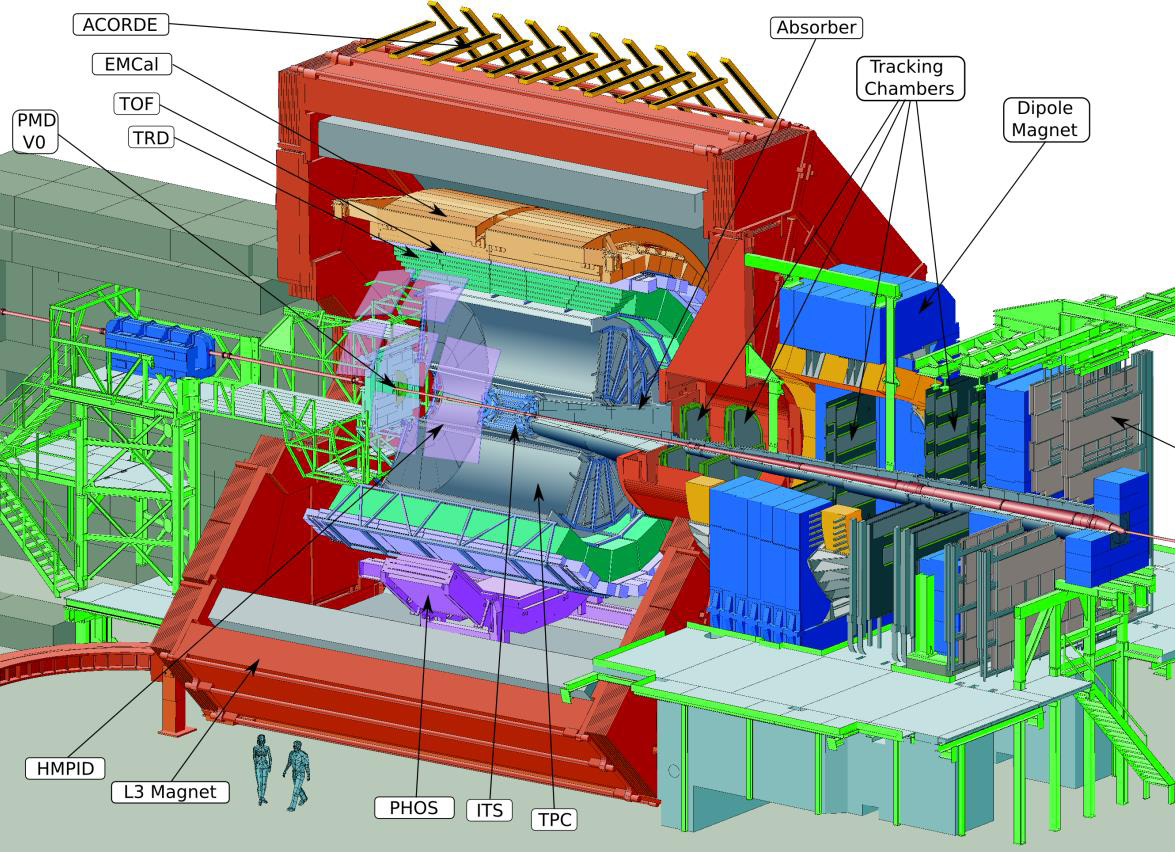 ACORDE
EMCal
TOF
TRD
PMD
V0
Absorber
Tracking
Chambers
Dipole
Magnet
HMPID
L3 Magnet
PHOS
ITS
TPC